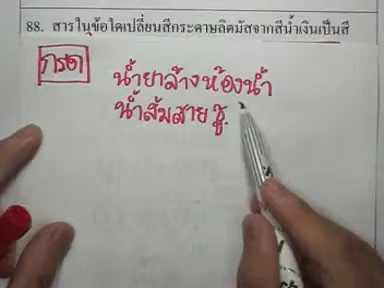 88. สารในข้อใดเปลี่ยนสีกระดาษลิตมัสจากสีน้ำเงินเป็นสี
กรด
น้ำยาล้างห้องน้ำ
น้ำส้มสายชู